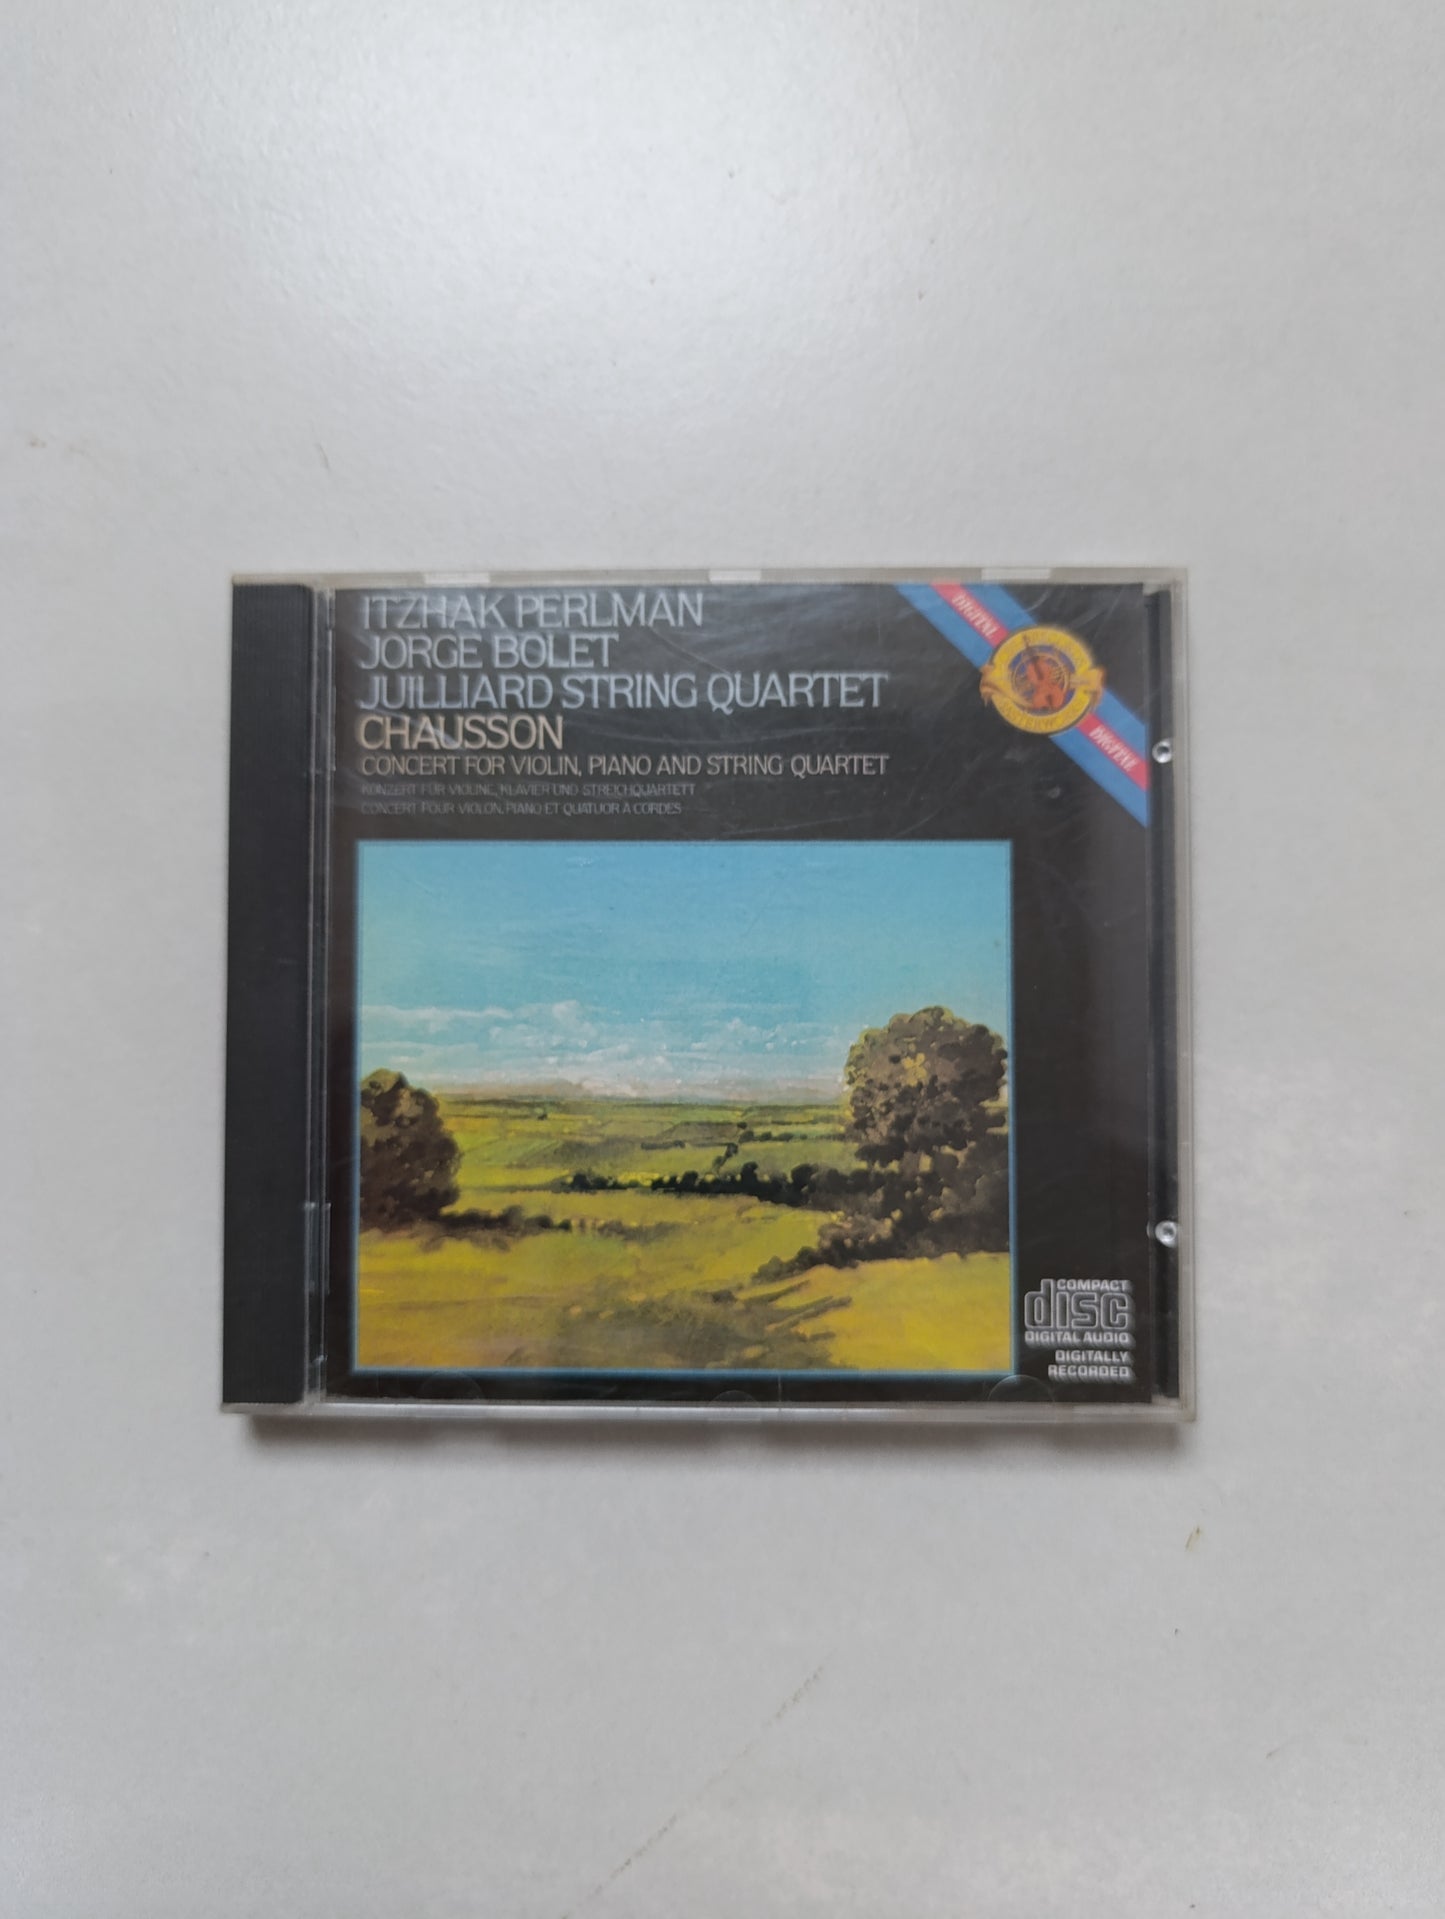 ITZHAK PERLMAN
JORGE BOLET
JUILLIARD STRING QUARTET
CHAUSSON
CONCERT FOR VIOLIN, PIANO AND STRING QUARTET
KONZERT FÜR VIOLINE, KLAVIER UND STREICHQUARTETT
CONCERT POUR VIOLON, PIANO ET QUATUOR A CORDES
DIGITAL
MASTERWORKS
DIGITAL
COMPACT
disc
DIGITAL AUDIO
DIGITALLY
RECORDED